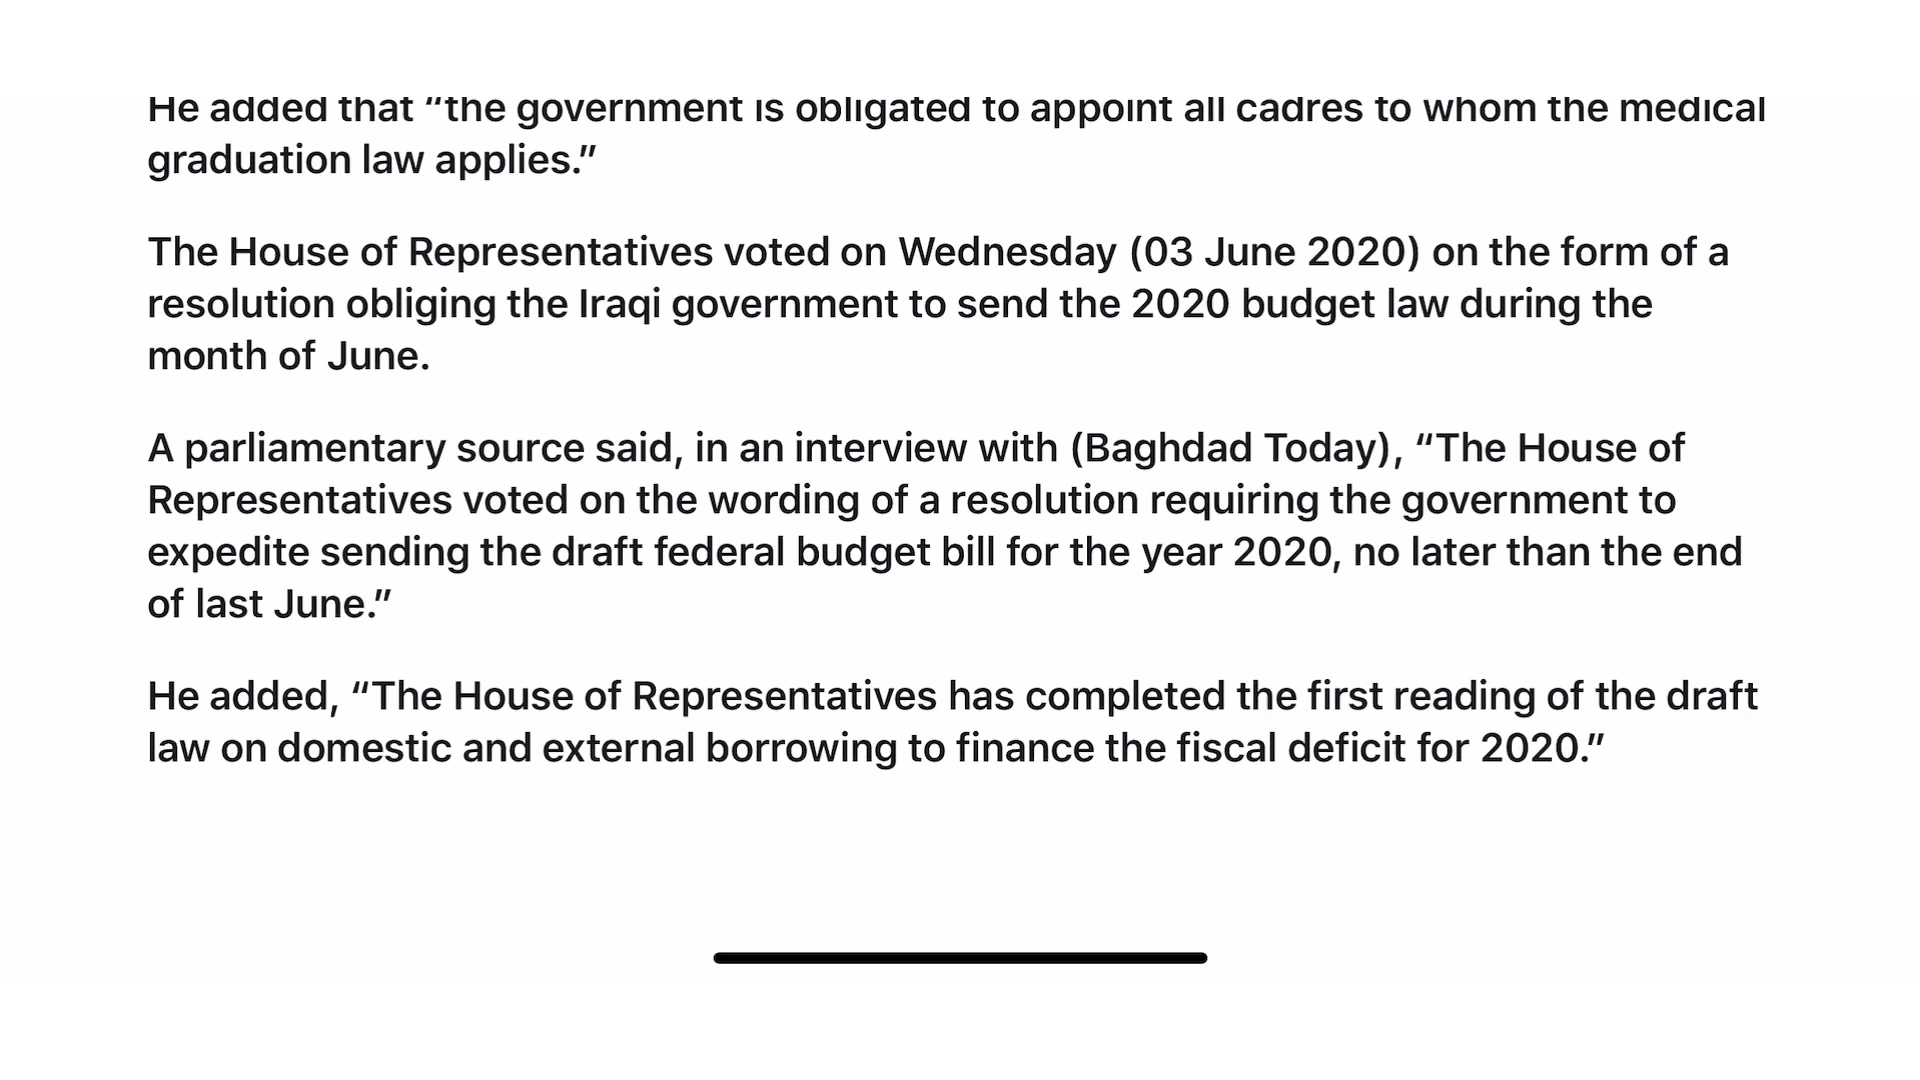 He added that “the government is obligated to appoint all cadres to whom the medical
graduation law applies.”
The House of Representatives voted on Wednesday (03 June 2020) on the form of a
resolution obliging the Iraqi government to send the 2020 budget law during the
month of June.
A parliamentary source said, in an interview with (Baghdad Today), “The House of
Representatives voted on the wording of a resolution requiring the government to
expedite sending the draft federal budget bill for the year 2020, no later than the end
of last June.”
He added, “The House of Representatives has completed the first reading of the draft
law on domestic and external borrowing to finance the fiscal deficit for 2020.”